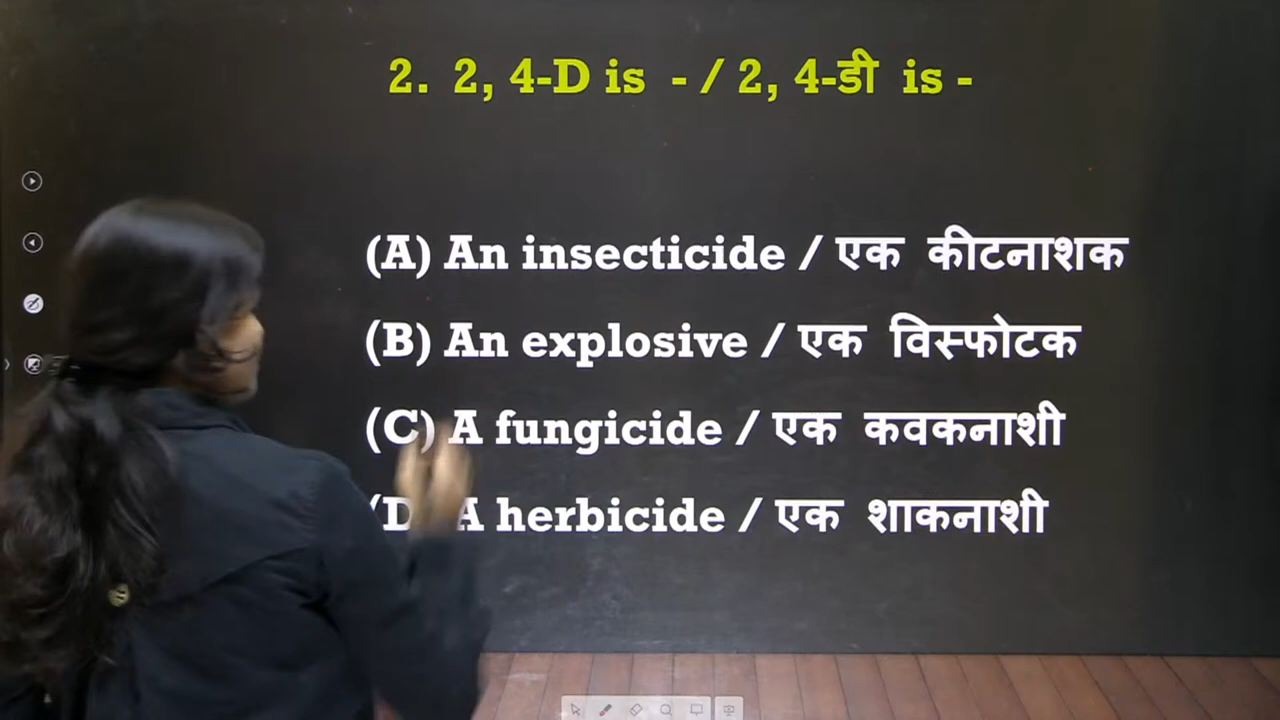 2. 2, 4-D is - / 2, 4-डी is -
(A) An insecticide / एक कीटनाशक
(B) An explosive / एक विस्फोटक
(C) A fungicide / एक कवकनाशी
(D A herbicide / एक शाकनाशी